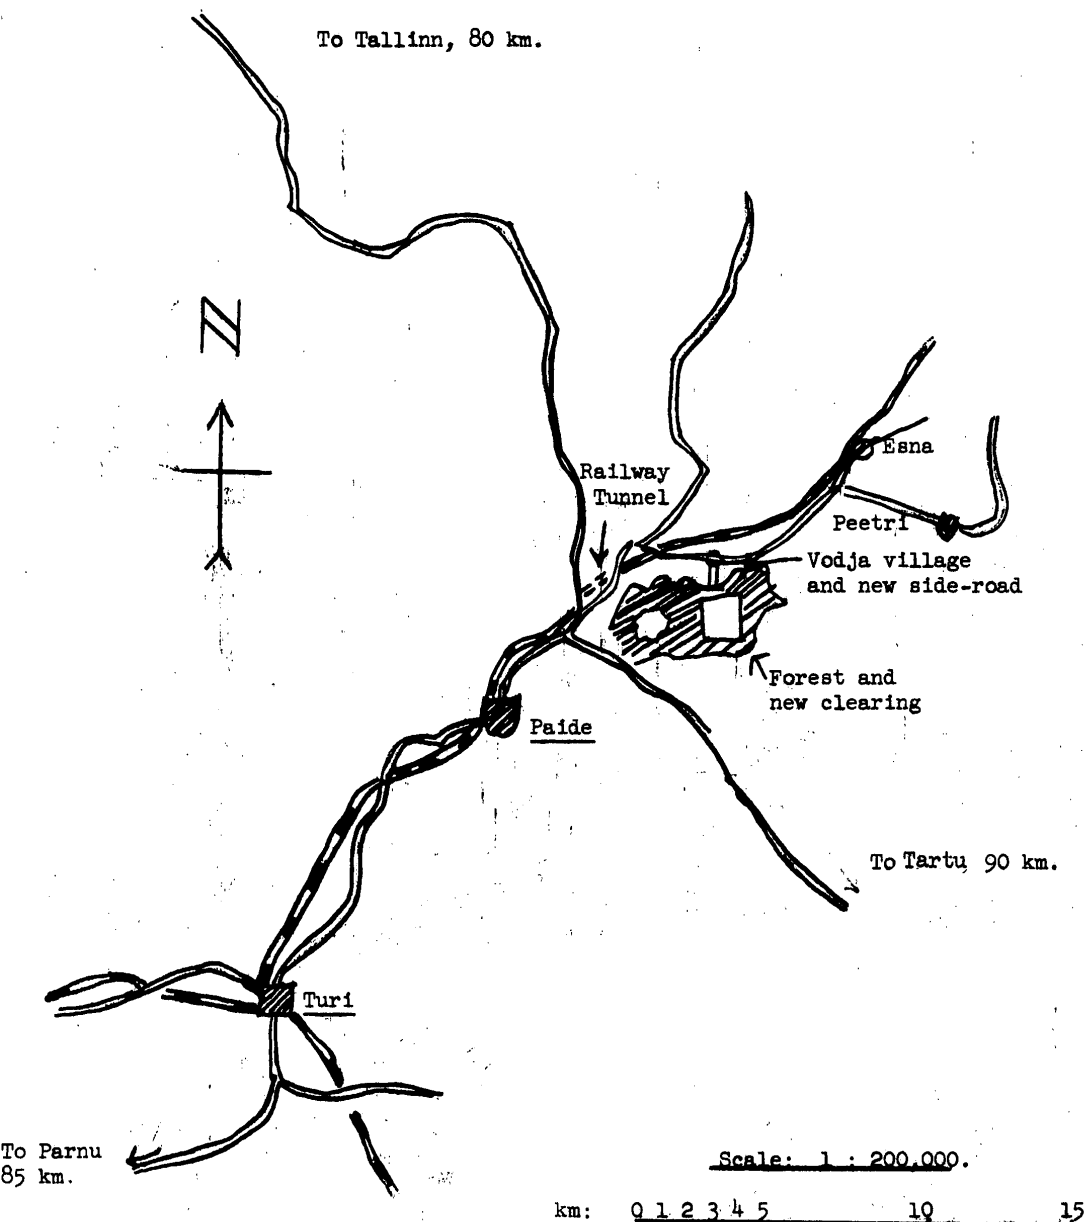 To Tallinn, 80 km.
N
Esna
Railway
Tunnel
Peetri
Vodja village
and new side-road
Forest and
new clearing
Paide
To Tartu 90 km.
Turi
To Parnu
85 km.
Scale: 1 : 200,000.
km: 0 1 2 3 4 5 10 15